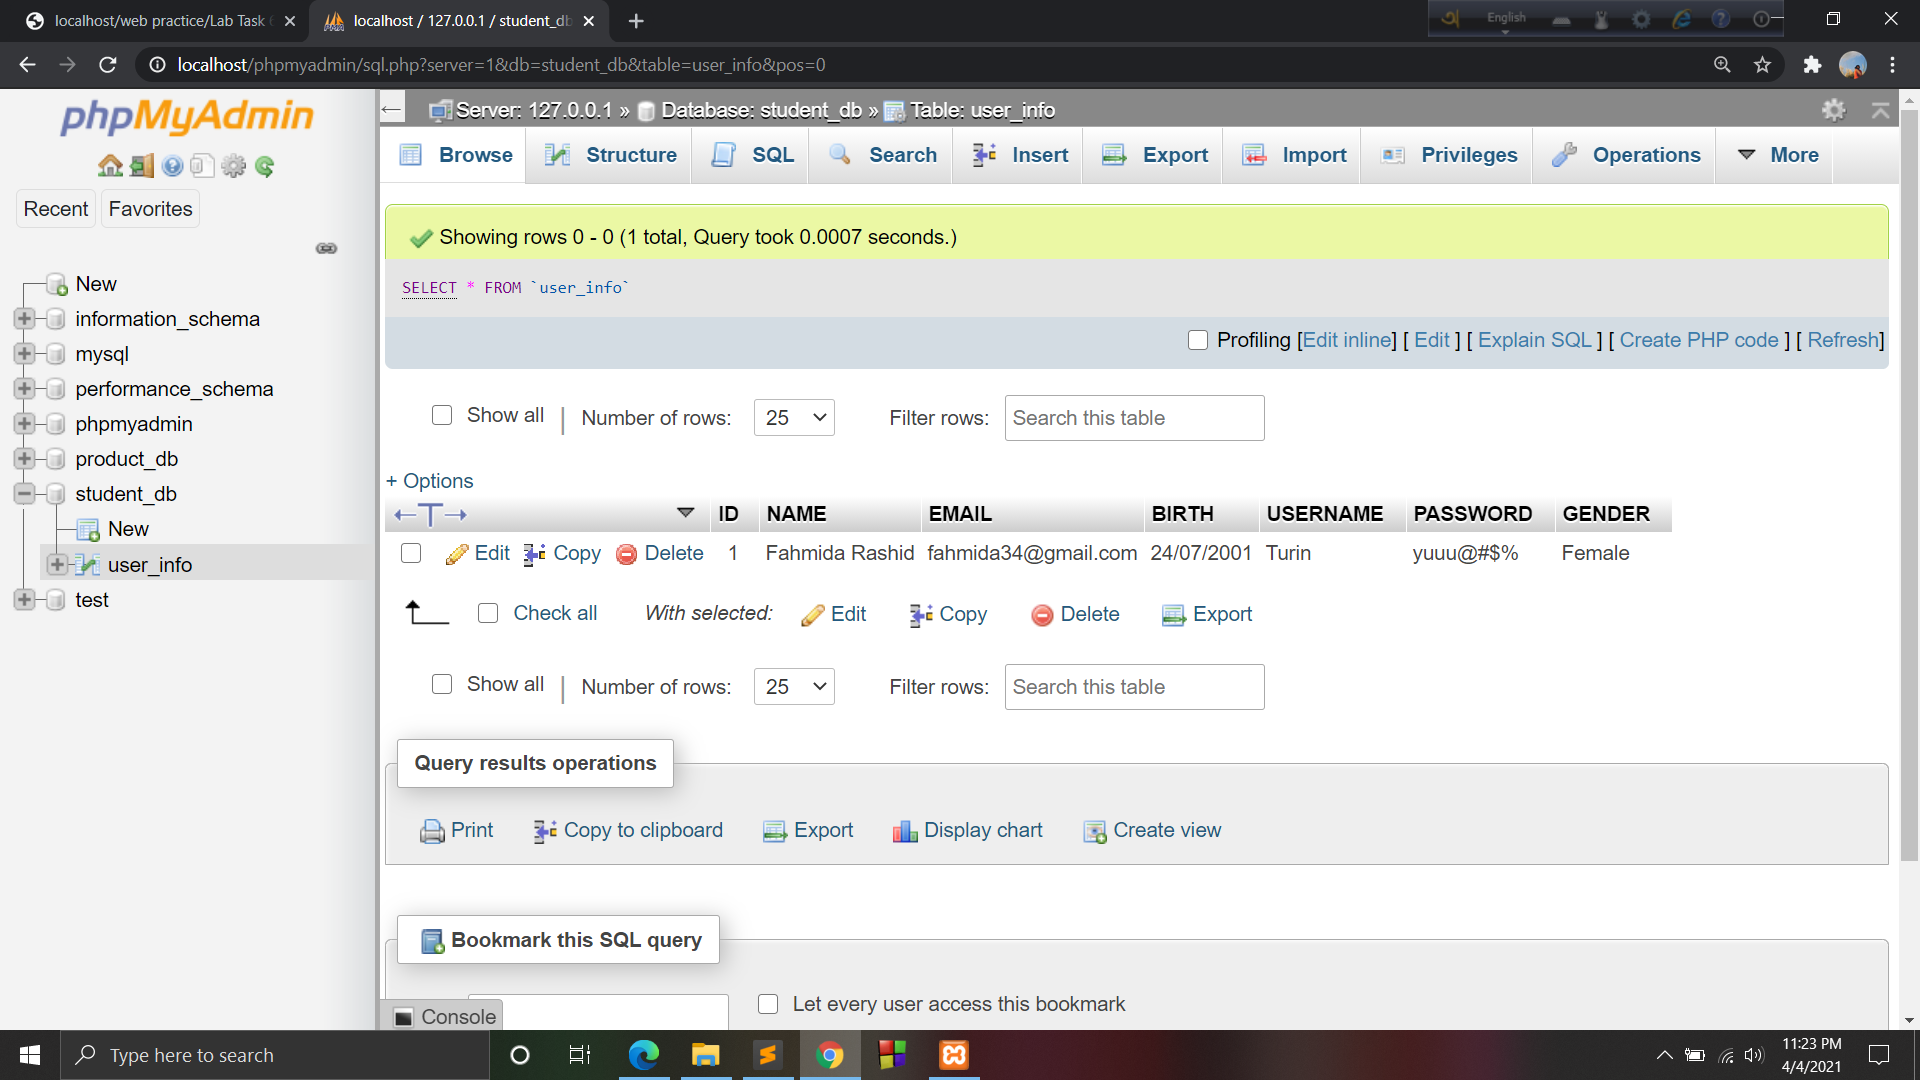 localhost/web practice/Lab Task
localhost / 127.0.0.1 / student_db
English
localhost/phpmyadmin/sql.php?server=1&db=student_db&table=user_info&pos=0
phpMyAdmin
Recent Favorites
New
information_schema
mysql
performance_schema
phpmyadmin
product_db
student_db
New
user_info
test
Server: 127.0.0.1 » Database: student_db » Table: user_info
Browse Structure SQL Search Insert Export Import Privileges Operations More
Showing rows 0 - 0 (1 total, Query took 0.0007 seconds.)
SELECT * FROM `user_info`
Profiling [Edit inline] [ Edit ] [ Explain SQL ] [ Create PHP code ] [ Refresh]
Show all | Number of rows: 25 Filter rows: Search this table
+ Options
←T→ ID NAME EMAIL BIRTH USERNAME PASSWORD GENDER
Edit Copy Delete 1 Fahmida Rashid fahmida34@gmail.com 24/07/2001 Turin yuuu@#$% Female
Check all With selected: Edit Copy Delete Export
Show all | Number of rows: 25 Filter rows: Search this table
Query results operations
Print Copy to clipboard Export Display chart Create view
Bookmark this SQL query
Let every user access this bookmark
Console
Type here to search
11:23 PM
4/4/2021